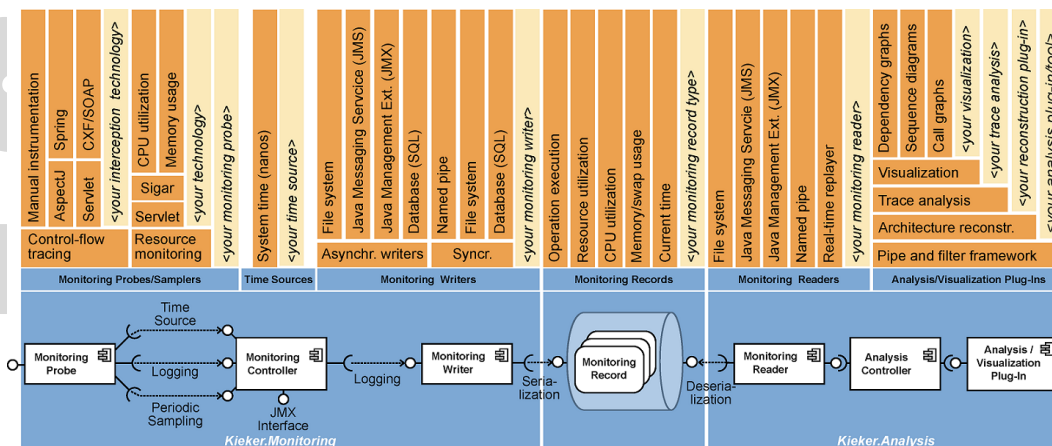 Manual instrumentation
AspectJ
Spring
Servlet
CXF/SOAP
<your interception technology>
Control-flow
tracing
CPU utilization
Memory usage
Sigar
Servlet
<your technology>
Resource
monitoring
<your monitoring probe>
System time (nanos)
<your time source>
File system
Java Messaging Servcice (JMS)
Java Management Ext. (JMX)
Database (SQL)
Asynchr. writers
Named pipe
File system
Database (SQL)
Syncr.
<your monitoring writer>
Operation execution
Resource utilization
CPU utilization
Memory/swap usage
Current time
<your monitoring record type>
File system
Java Messaging Servcie (JMS)
Java Management Ext. (JMX)
Named pipe
Real-time replayer
<your monitoring reader>
Dependency graphs
Sequence diagrams
Call graphs
<your visualization>
Visualization
<your trace analysis>
Trace analysis
<your reconstruction plug-in>
Architecture reconstr.
analysis plug-in/tool>
Pipe and filter framework
Monitoring Probes/Samplers
Time Sources
Monitoring Writers
Monitoring Records
Monitoring Readers
Analysis/Visualization Plug-Ins
Monitoring
Probe
Time
Source
Logging
Periodic
Sampling
Monitoring
Controller
JMX
Interface
Logging
Monitoring
Writer
Seria-
lization
Monitoring
Record
Deseria-
lization
Monitoring
Reader
Analysis
Controller
Analysis /
Visualization
Plug-In
Kieker.Monitoring
Kieker.Analysis